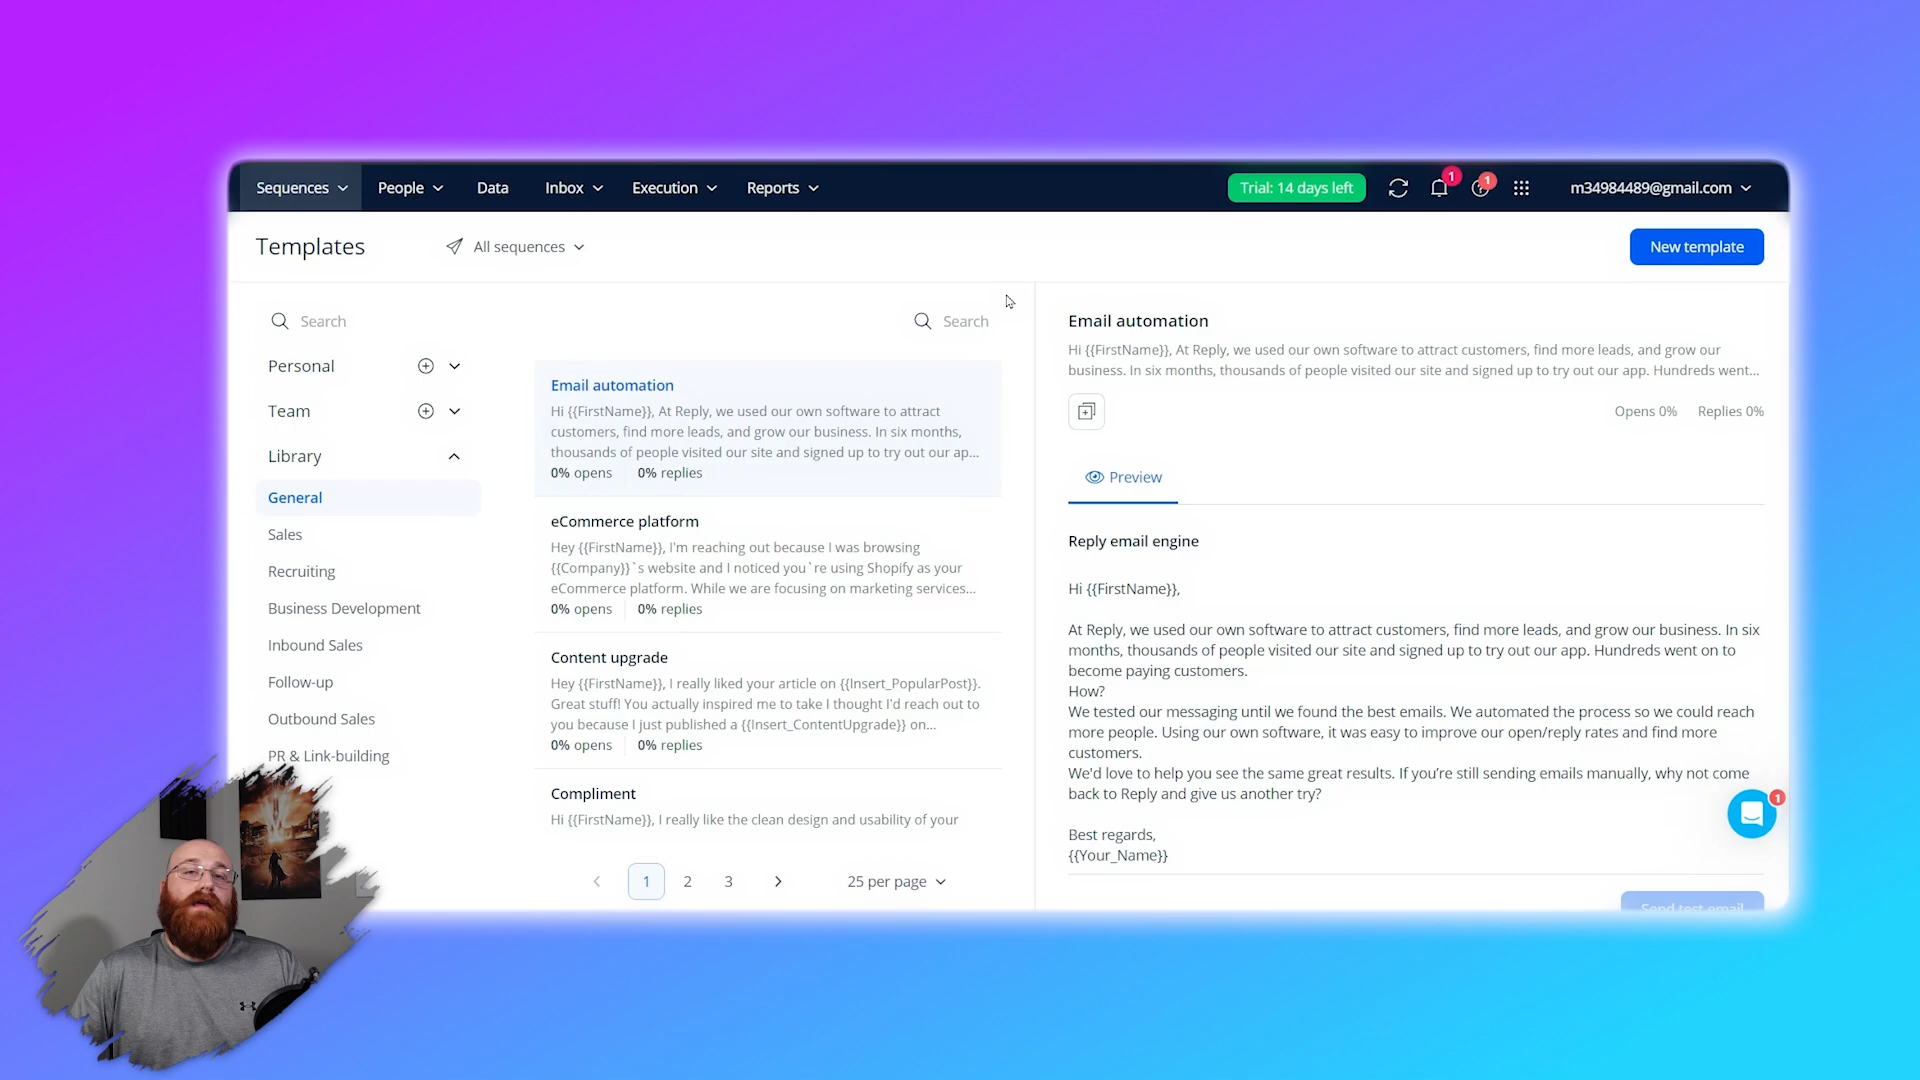 Sequences People Data Inbox Execution Reports Trial: 14 days left 1 1 m34984489@gmail.com
Templates All sequences New template
Search
Personal
Team
Library
General
Sales
Recruiting
Business Development
Inbound Sales
Follow-up
Outbound Sales
PR & Link-building
Search
Email automation
Hi {{FirstName}}, At Reply, we used our own software to attract
customers, find more leads, and grow our business. In six months,
thousands of people visited our site and signed up to try out our ap...
0% opens 0% replies
eCommerce platform
Hey {{FirstName}}, I'm reaching out because I was browsing
{{Company}}`s website and I noticed you`re using Shopify as your
eCommerce platform. While we are focusing on marketing services...
0% opens 0% replies
Content upgrade
Hey {{FirstName}}, I really liked your article on {{Insert_PopularPost}}.
Great stuff! You actually inspired me to take I thought I'd reach out to
you because I just published a {{Insert_ContentUpgrade}} on...
0% opens 0% replies
Compliment
Hi {{FirstName}}, I really like the clean design and usability of your
1 2 3 25 per page
Email automation
Hi {{FirstName}}, At Reply, we used our own software to attract customers, find more leads, and grow our
business. In six months, thousands of people visited our site and signed up to try out our app. Hundreds went...
Opens 0% Replies 0%
Preview
Reply email engine
Hi {{FirstName}},
At Reply, we used our own software to attract customers, find more leads, and grow our business. In six
months, thousands of people visited our site and signed up to try out our app. Hundreds went on to
become paying customers.
How?
We tested our messaging until we found the best emails. We automated the process so we could reach
more people. Using our own software, it was easy to improve our open/reply rates and find more
customers.
We'd love to help you see the same great results. If you’re still sending emails manually, why not come
back to Reply and give us another try?
1
Best regards,
{{Your_Name}}
Send test email